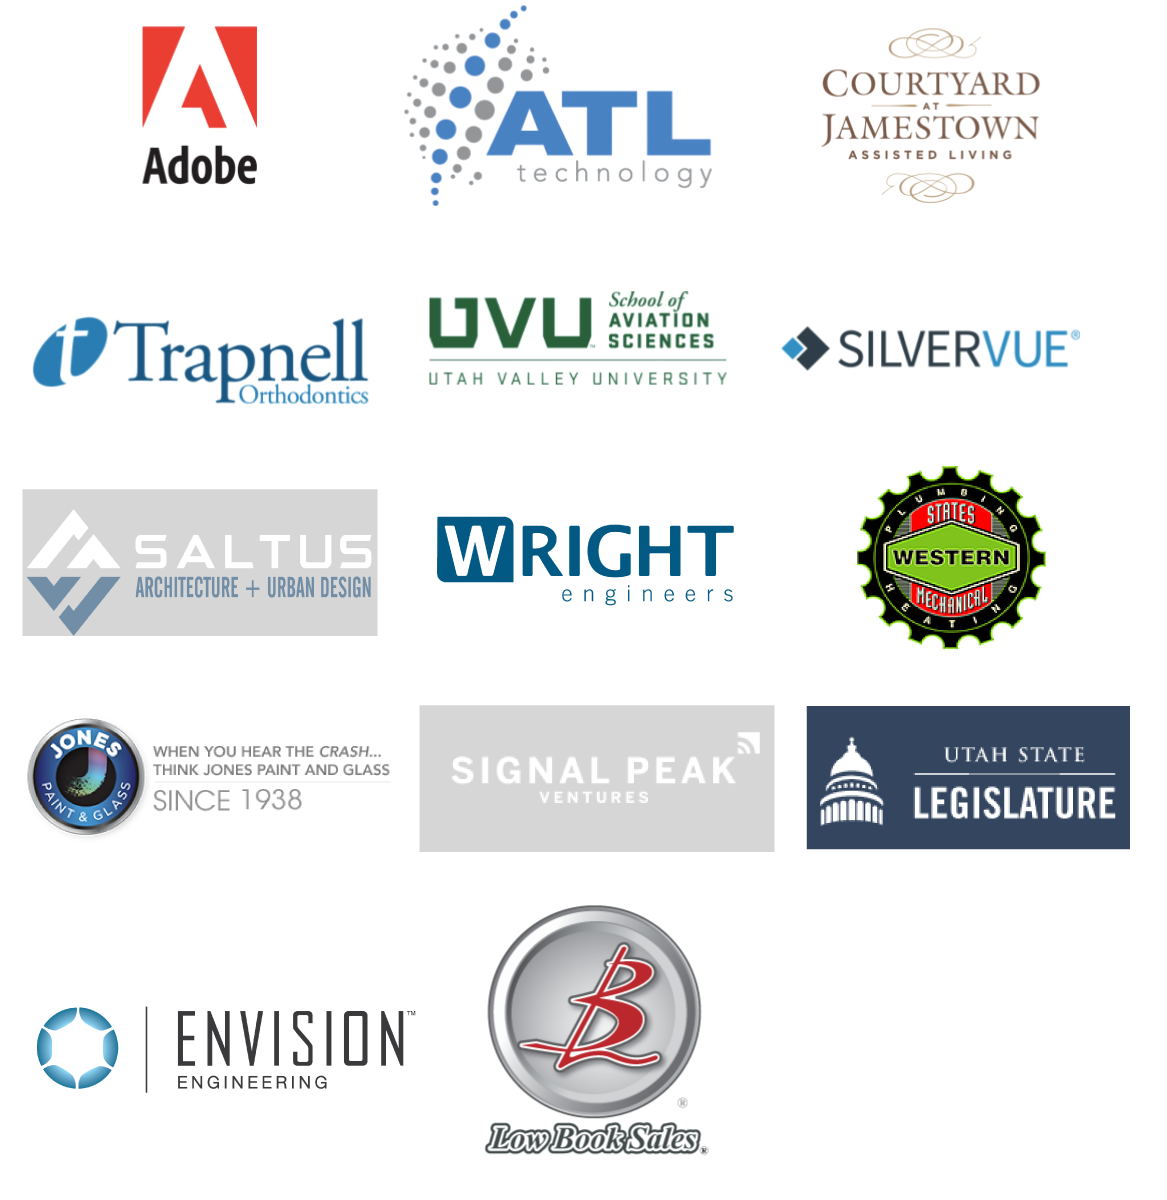 Adobe
ATL
technology
COURTYARD
AT
JAMESTOWN
ASSISTED LIVING
t Trapnell
Orthodontics
UVU School of
AVIATION
SCIENCES
™
UTAH VALLEY UNIVERSITY
SILVERVUE®
SALTUS
ARCHITECTURE + URBAN DESIGN
WRIGHT
engineers
PLUMBING
STATES
WESTERN
MECHANICAL
HEATING
JONES
PAINT & GLASS
WHEN YOU HEAR THE CRASH...
THINK JONES PAINT AND GLASS
SINCE 1938
SIGNAL PEAK
VENTURES
UTAH STATE
LEGISLATURE
ENVISION™
ENGINEERING
LB
®
Low Book Sales®